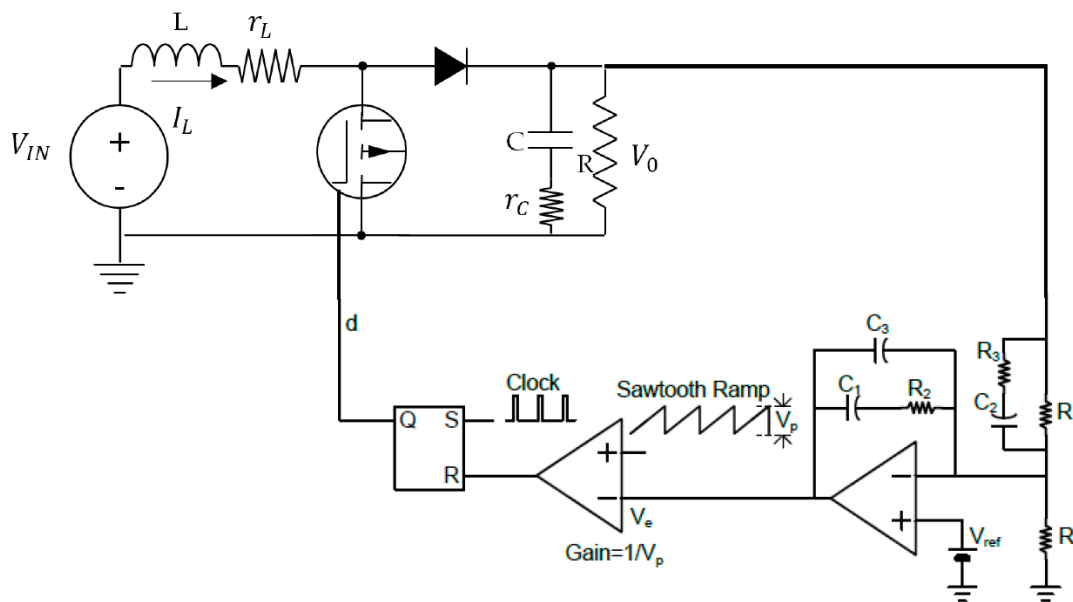 L
r_L
I_L
V_IN
+
-
C
r_C
R
V_0
d
Clock
Sawtooth Ramp
V_p
Q
S
R
+
−
V_e
Gain=1/V_p
C_3
C_1
R_2
−
+
V_ref
R_3
C_2
R
R